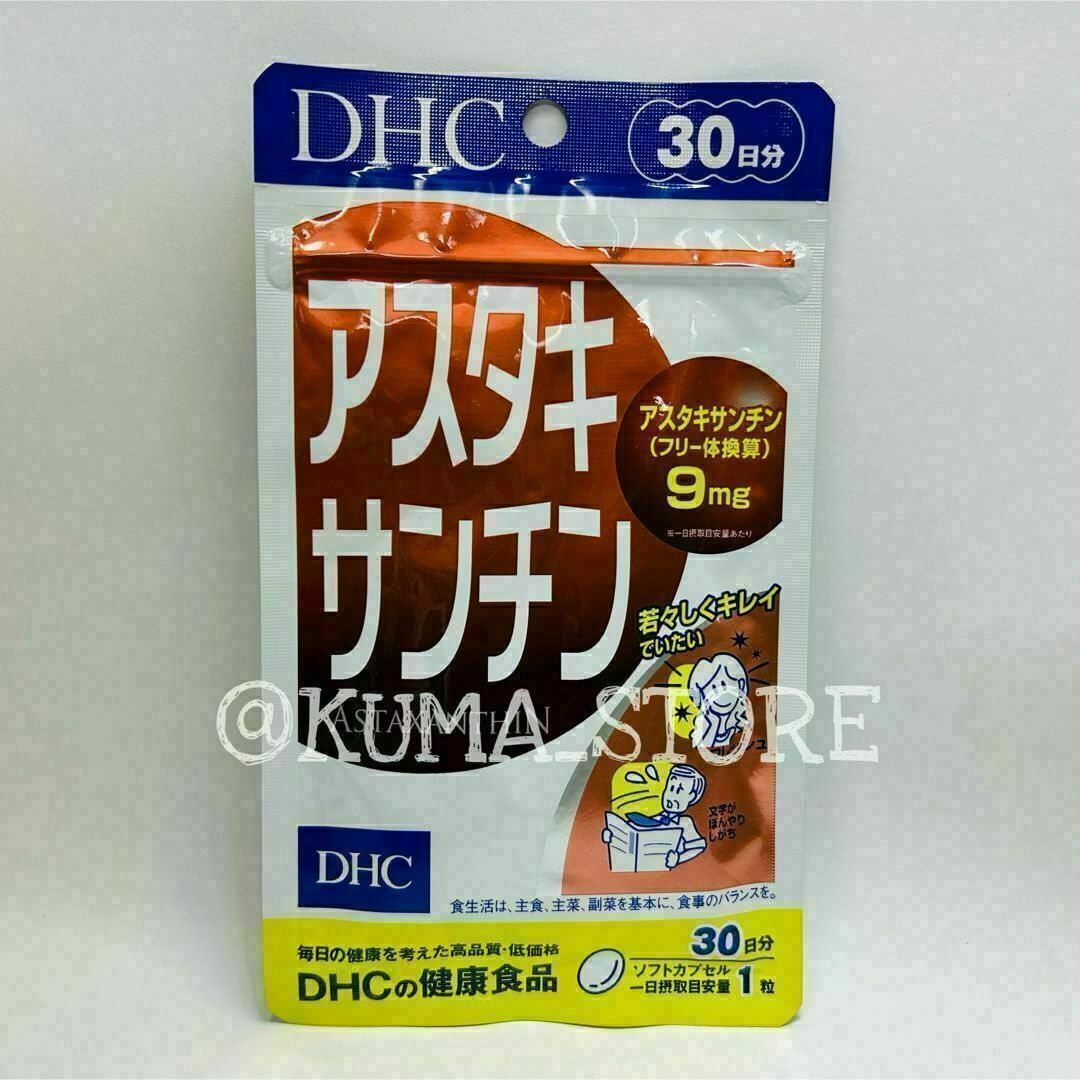 DHC
30日分
アスタキ
サンチン
ASTAXANTHIN
アスタキサンチン
(フリー体換算)
9mg
※一日摂取目安量あたり
若々しくキレイ
でいたい
@KUMA_STORE
文字が
ぼんやり
しがち
DHC
食生活は、主食、主菜、副菜を基本に、食事のバランスを。
毎日の健康を考えた高品質・低価格
DHCの健康食品
30日分
ソフトカプセル
一日摂取目安量 1粒